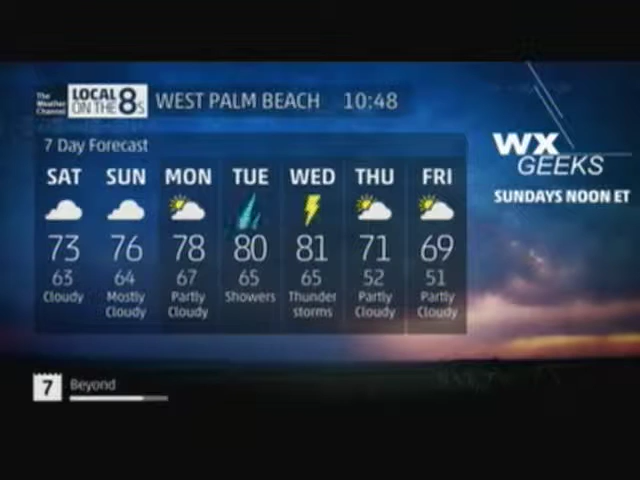 The Weather Channel
LOCAL ON THE 8s
WEST PALM BEACH 10:48
7 Day Forecast
SAT SUN MON TUE WED THU FRI
73 76 78 80 81 71 69
63 64 67 65 65 52 51
Cloudy Mostly Cloudy Partly Cloudy Showers Thunder storms Partly Cloudy Partly Cloudy
WX
GEEKS
SUNDAYS NOON ET
7 Beyond